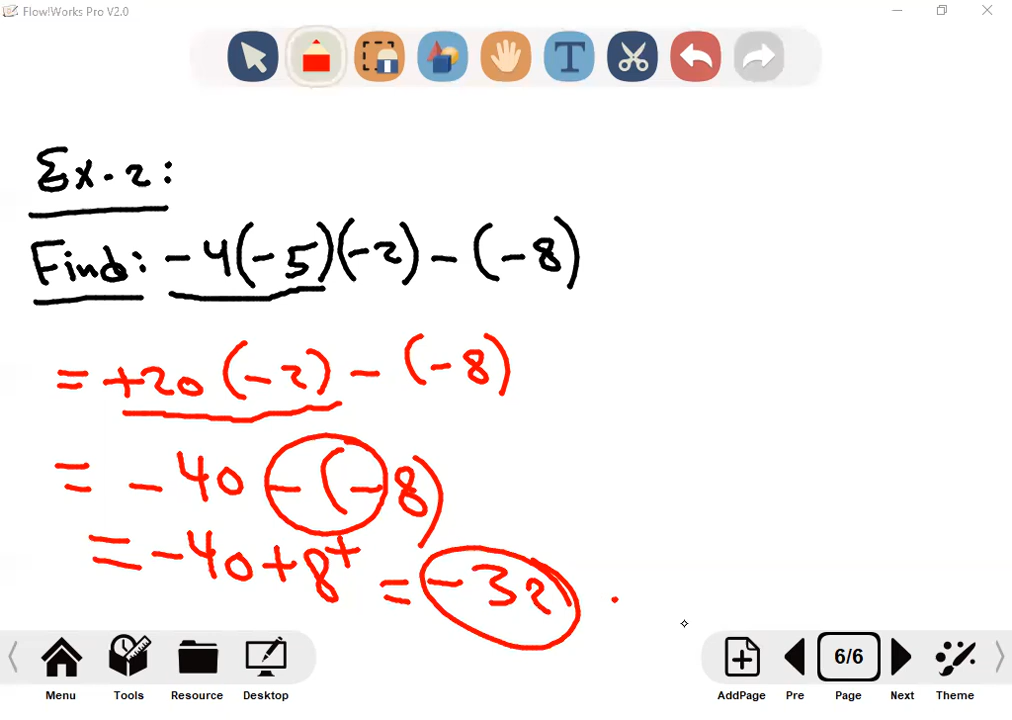 Flow!Works Pro V2.0
Ex-2:
Find: -4(-5)(-2)-(-8)
= +20(-2)-(-8)
= -40-(-8)
= -40+8+ = -32
6/6
Menu Tools Resource Desktop AddPage Pre Page Next Theme